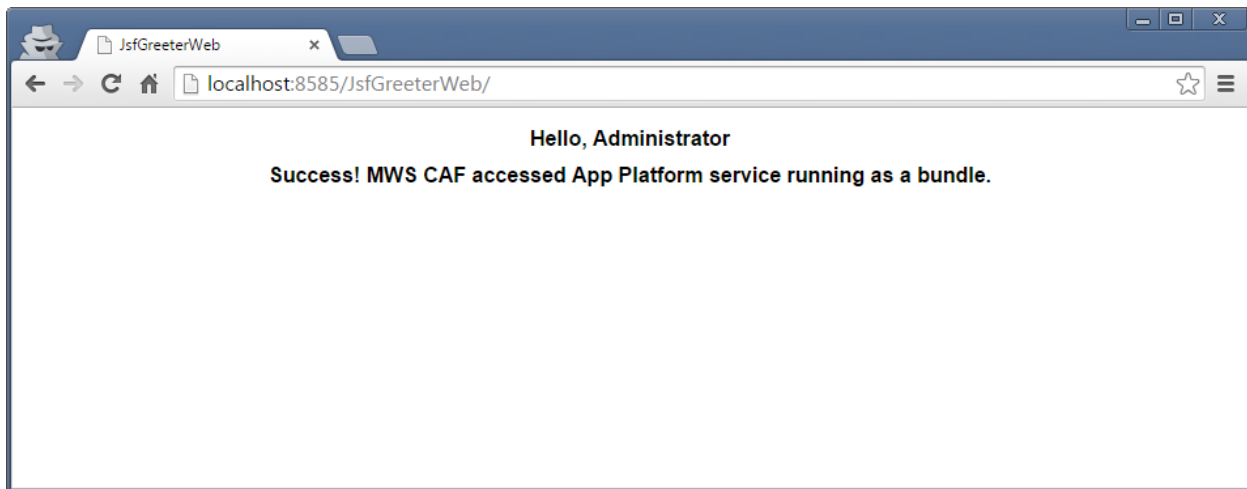 JsfGreeterWeb
localhost:8585/JsfGreeterWeb/
Hello, Administrator
Success! MWS CAF accessed App Platform service running as a bundle.